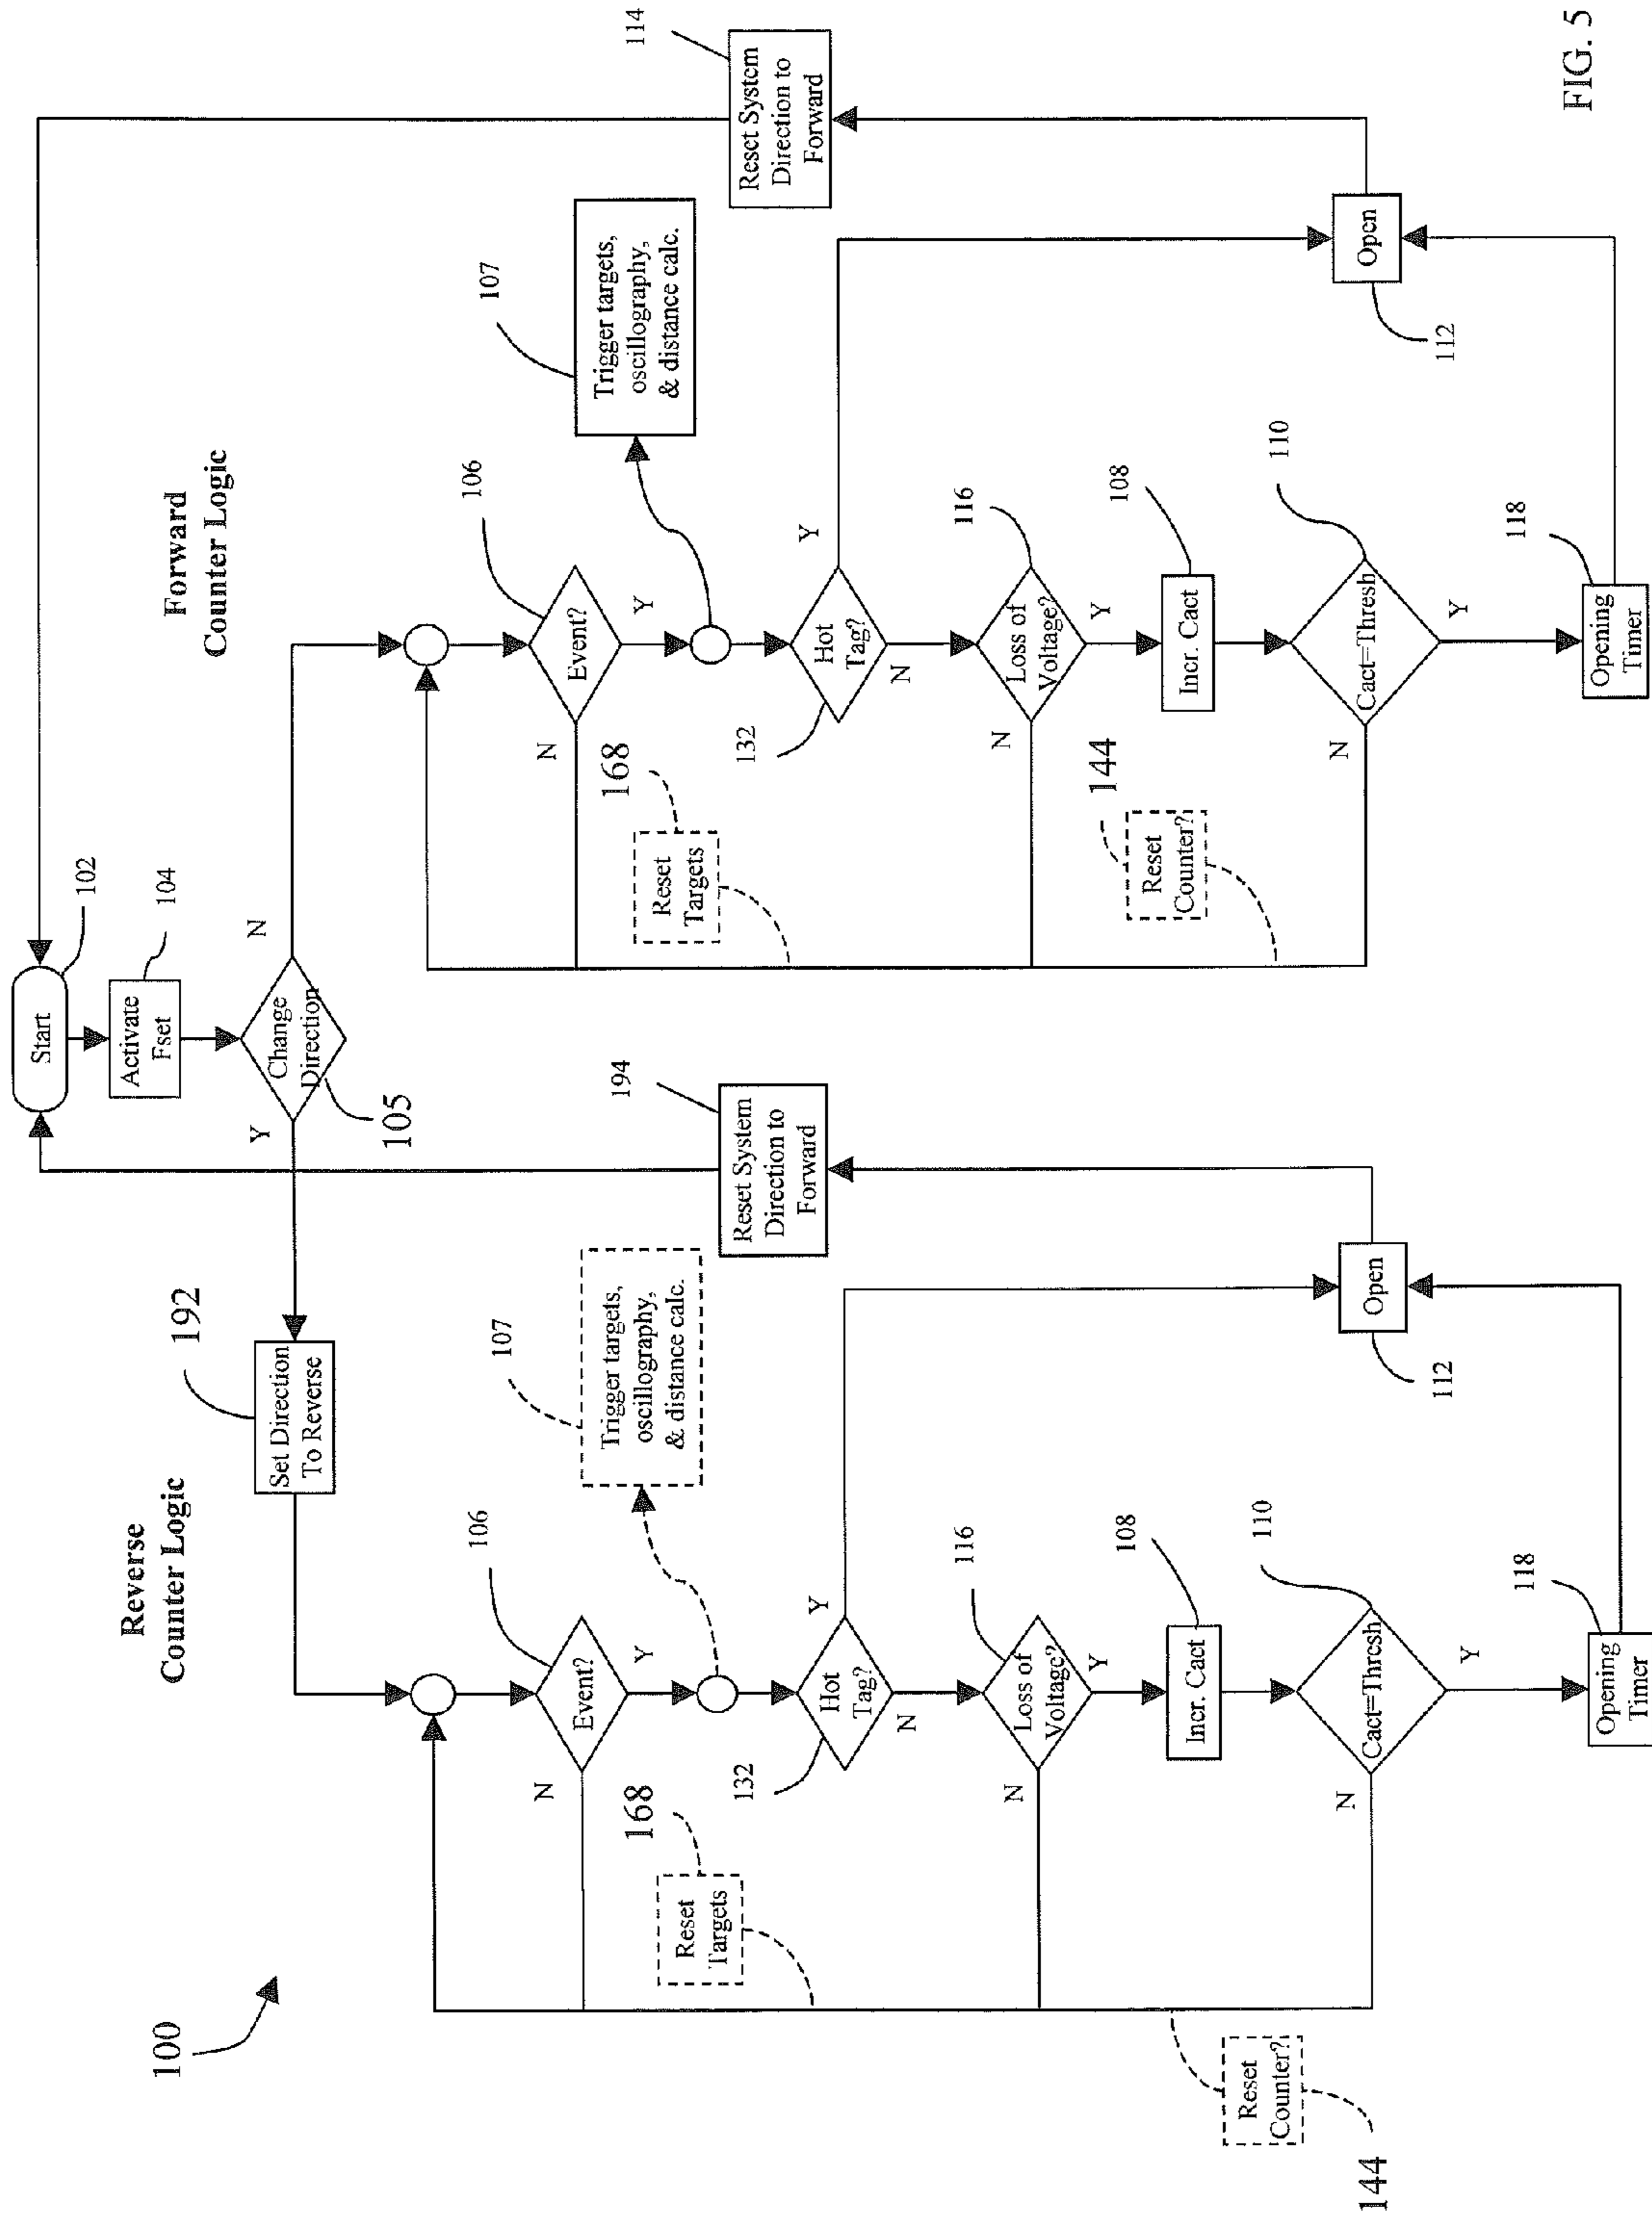 100
Reverse
Counter Logic
Forward
Counter Logic
Start
102
Activate
Fset
104
Change
Direction
105
Y
N
192
Set Direction
To Reverse
Event?
106
N
Y
107
Trigger targets,
oscillography,
& distance calc.
168
Reset
Targets
Hot
Tag?
132
Y
N
Loss of
Voltage?
116
N
Y
Incr. Cact
108
Reset
Counter?
144
Cact=Thresh
110
N
Y
Opening
Timer
118
Open
112
Reset System
Direction to
Forward
194
Event?
106
N
Y
107
Trigger targets,
oscillography,
& distance calc.
168
Reset
Targets
Hot
Tag?
132
Y
N
Loss of
Voltage?
116
N
Y
Incr. Cact
108
144
Reset
Counter?
Cact=Thresh
110
N
Y
Opening
Timer
118
Open
112
Reset System
Direction to
Forward
114
FIG. 5